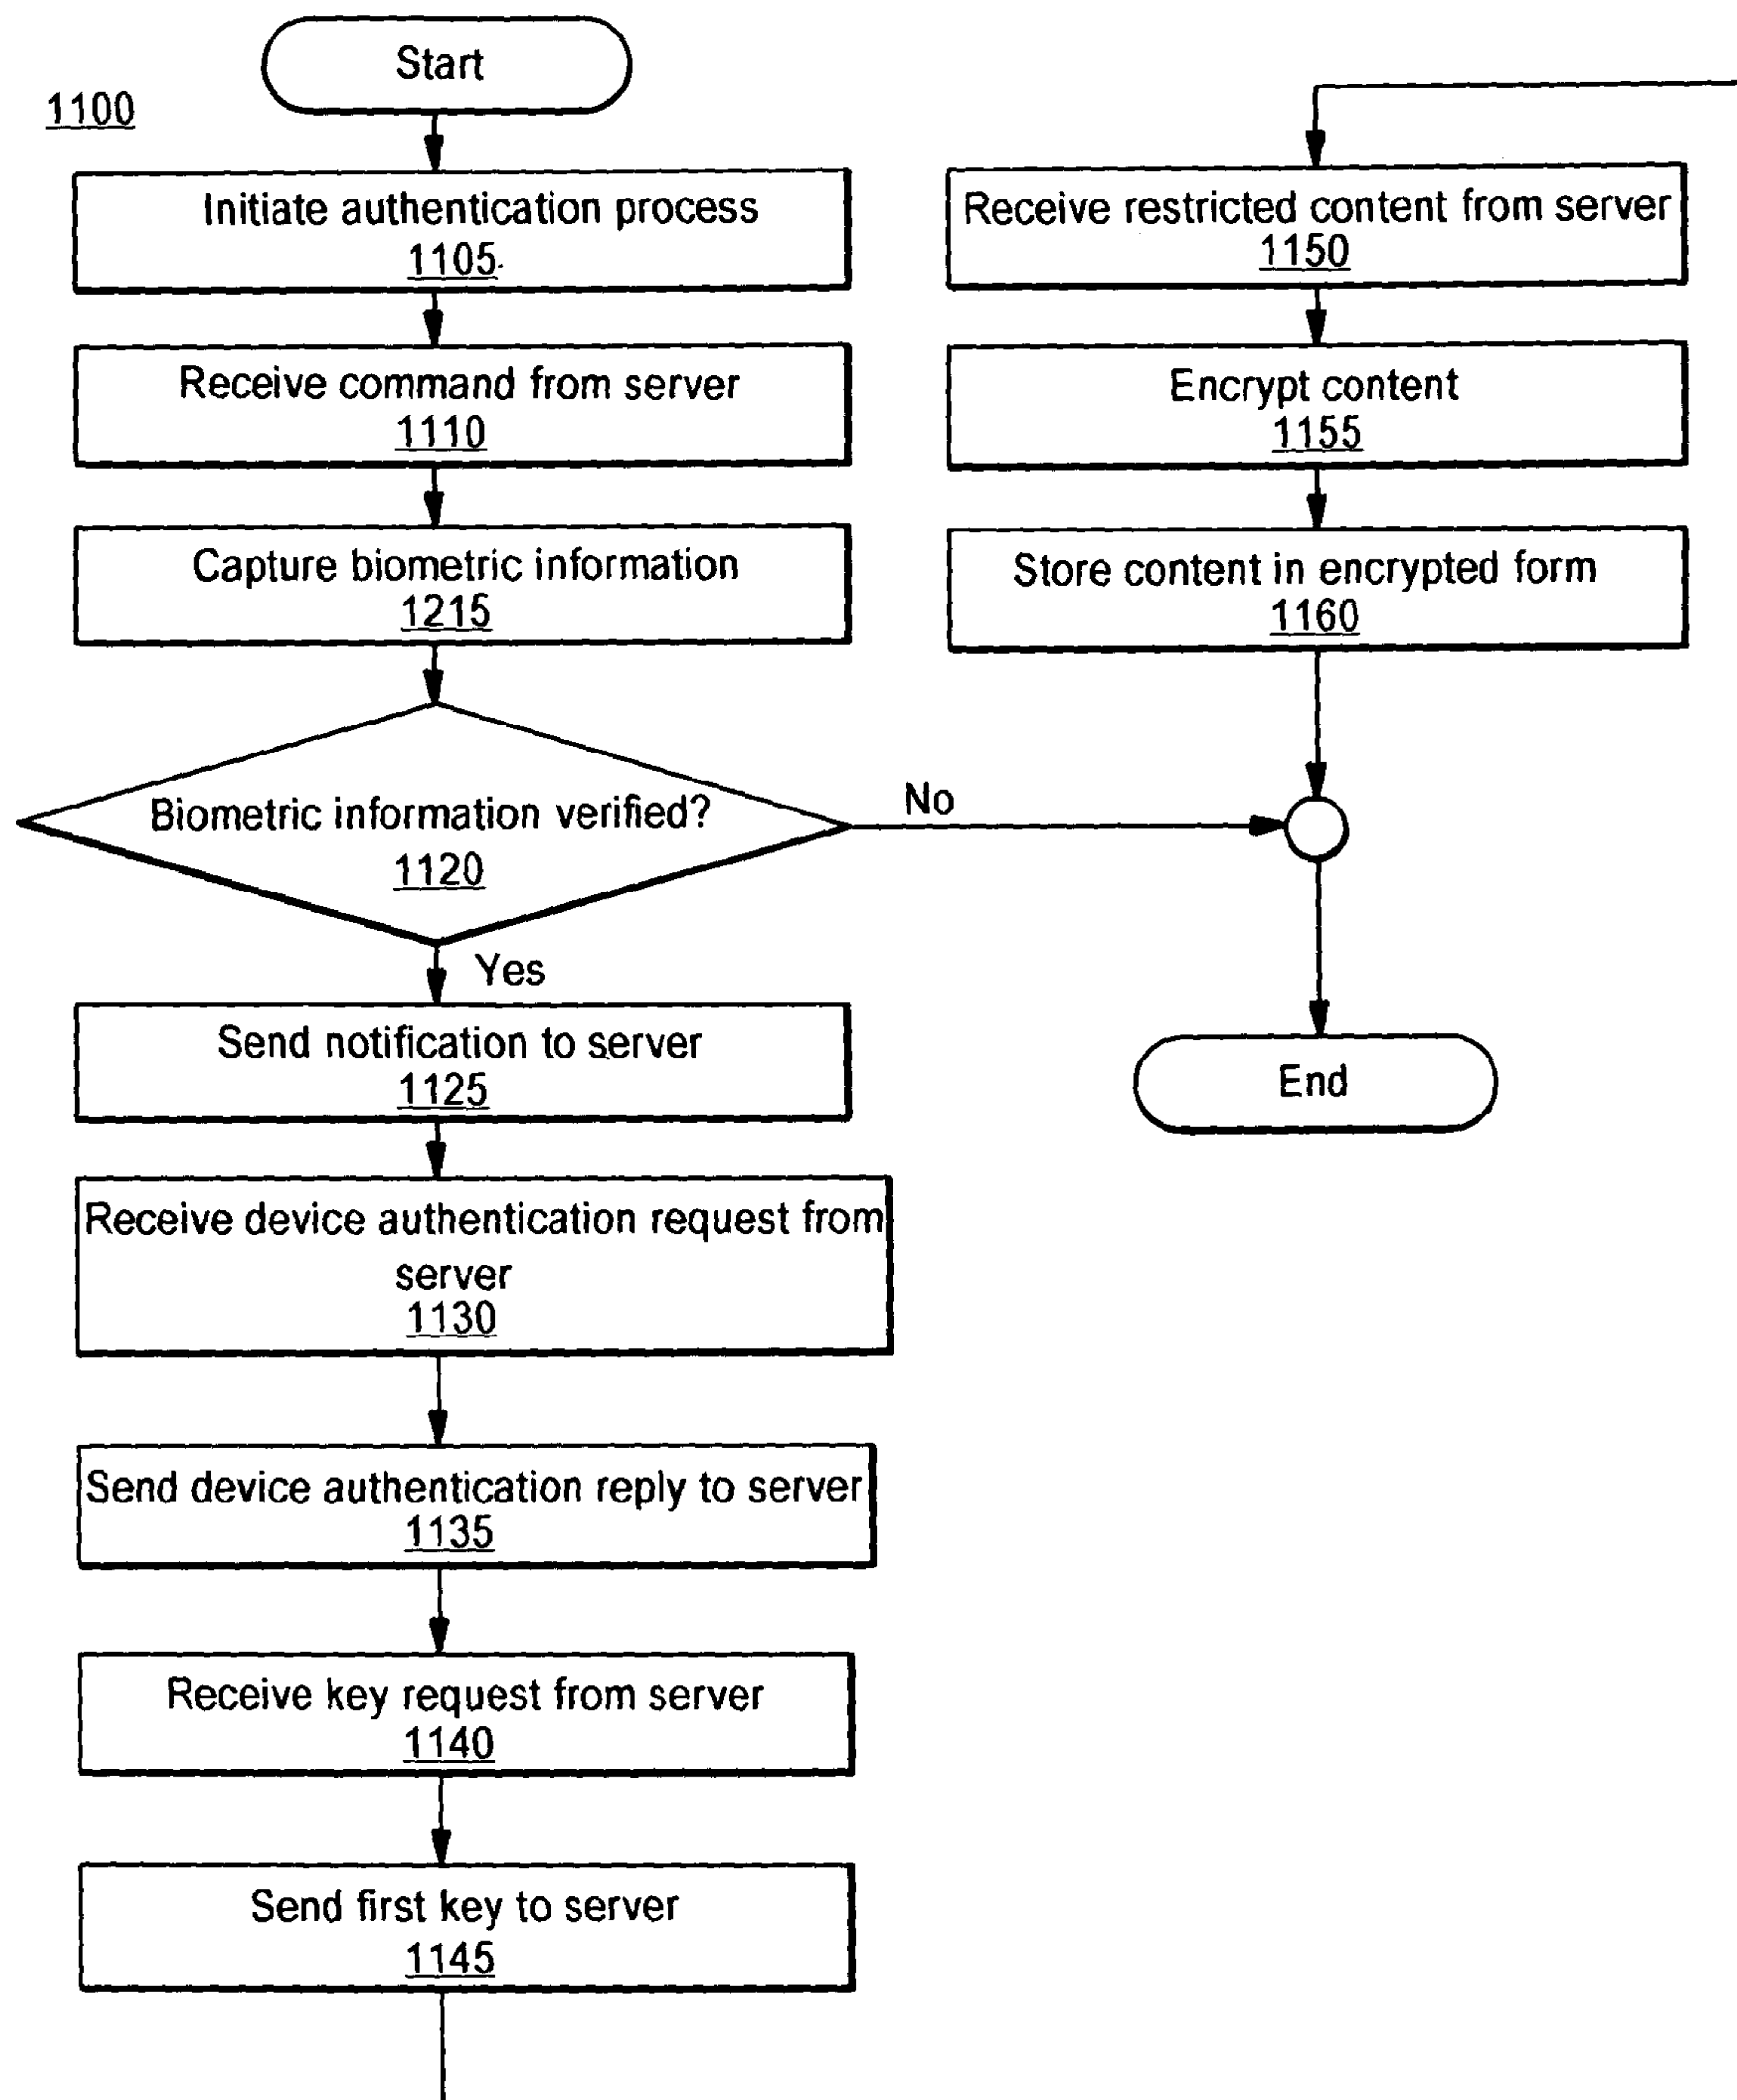 Start
1100
Initiate authentication process
1105
Receive command from server
1110
Capture biometric information
1215
Biometric information verified?
1120
No
Yes
Send notification to server
1125
Receive device authentication request from
server
1130
Send device authentication reply to server
1135
Receive key request from server
1140
Send first key to server
1145
Receive restricted content from server
1150
Encrypt content
1155
Store content in encrypted form
1160
End